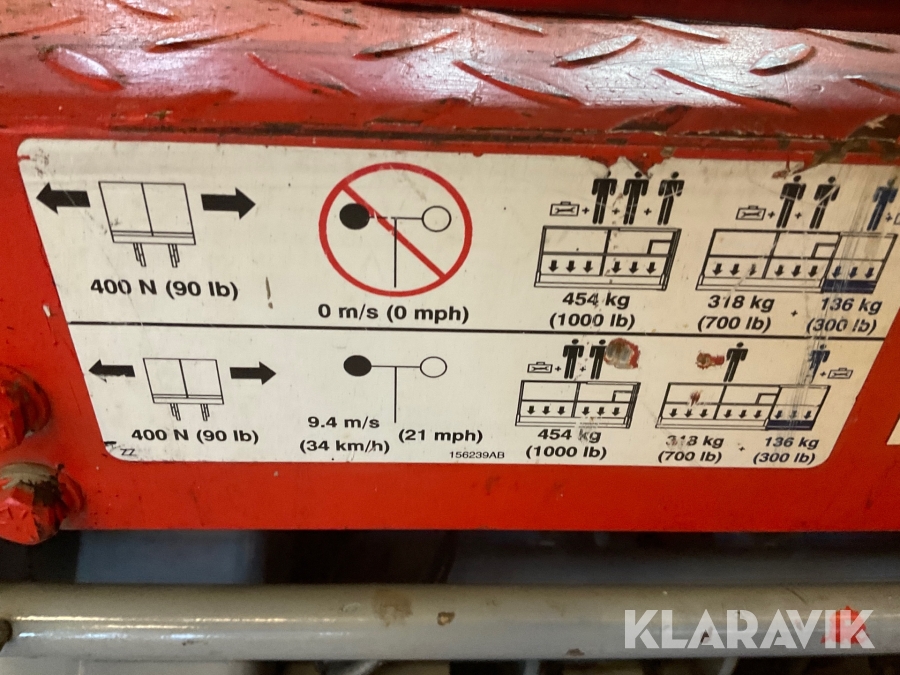 400 N (90 lb)
0 m/s (0 mph)
454 kg
(1000 lb)
318 kg
(700 lb)
136 kg
(300 lb)
400 N (90 lb)
9.4 m/s
(34 km/h)
(21 mph)
156239AB
454 kg
(1000 lb)
318 kg
(700 lb)
136 kg
(300 lb)
ZZ
KLARAVIK